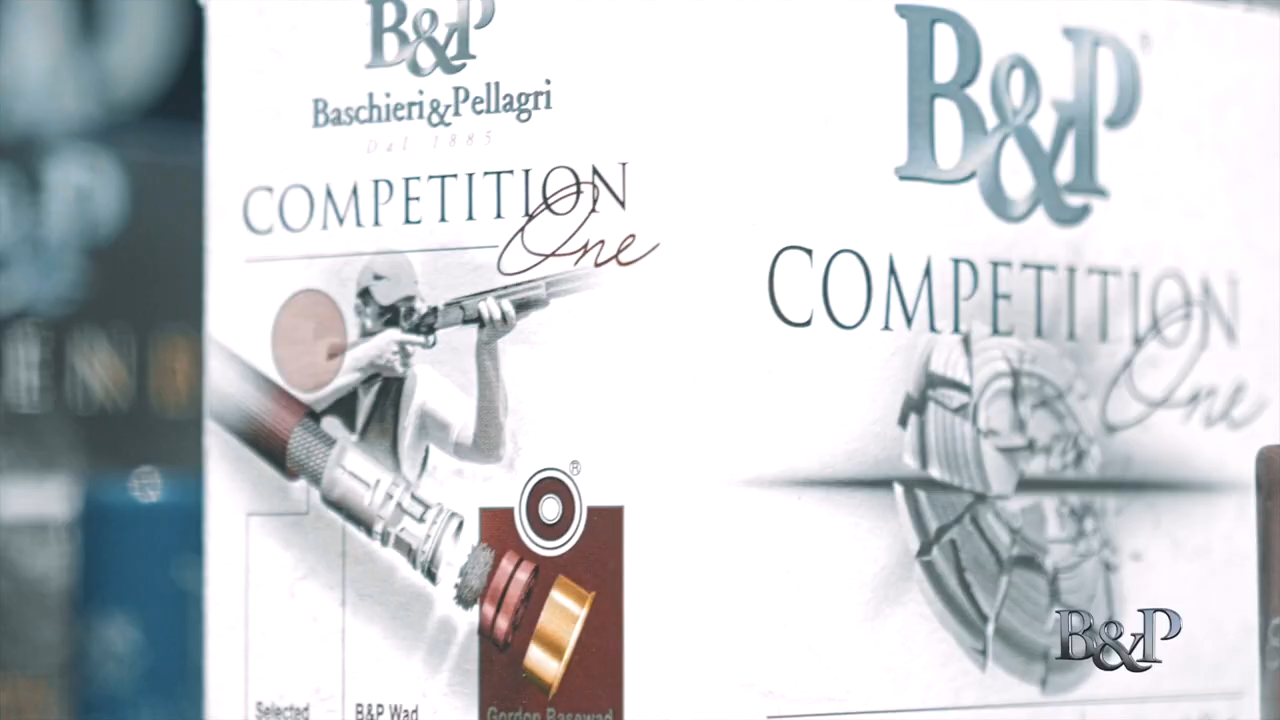 B&P
Baschieri&Pellagri
Dal 1885
COMPETITION
One
®
Selected
B&P Wad
Gordon Basewad
B&P
COMPETITION
One
B&P